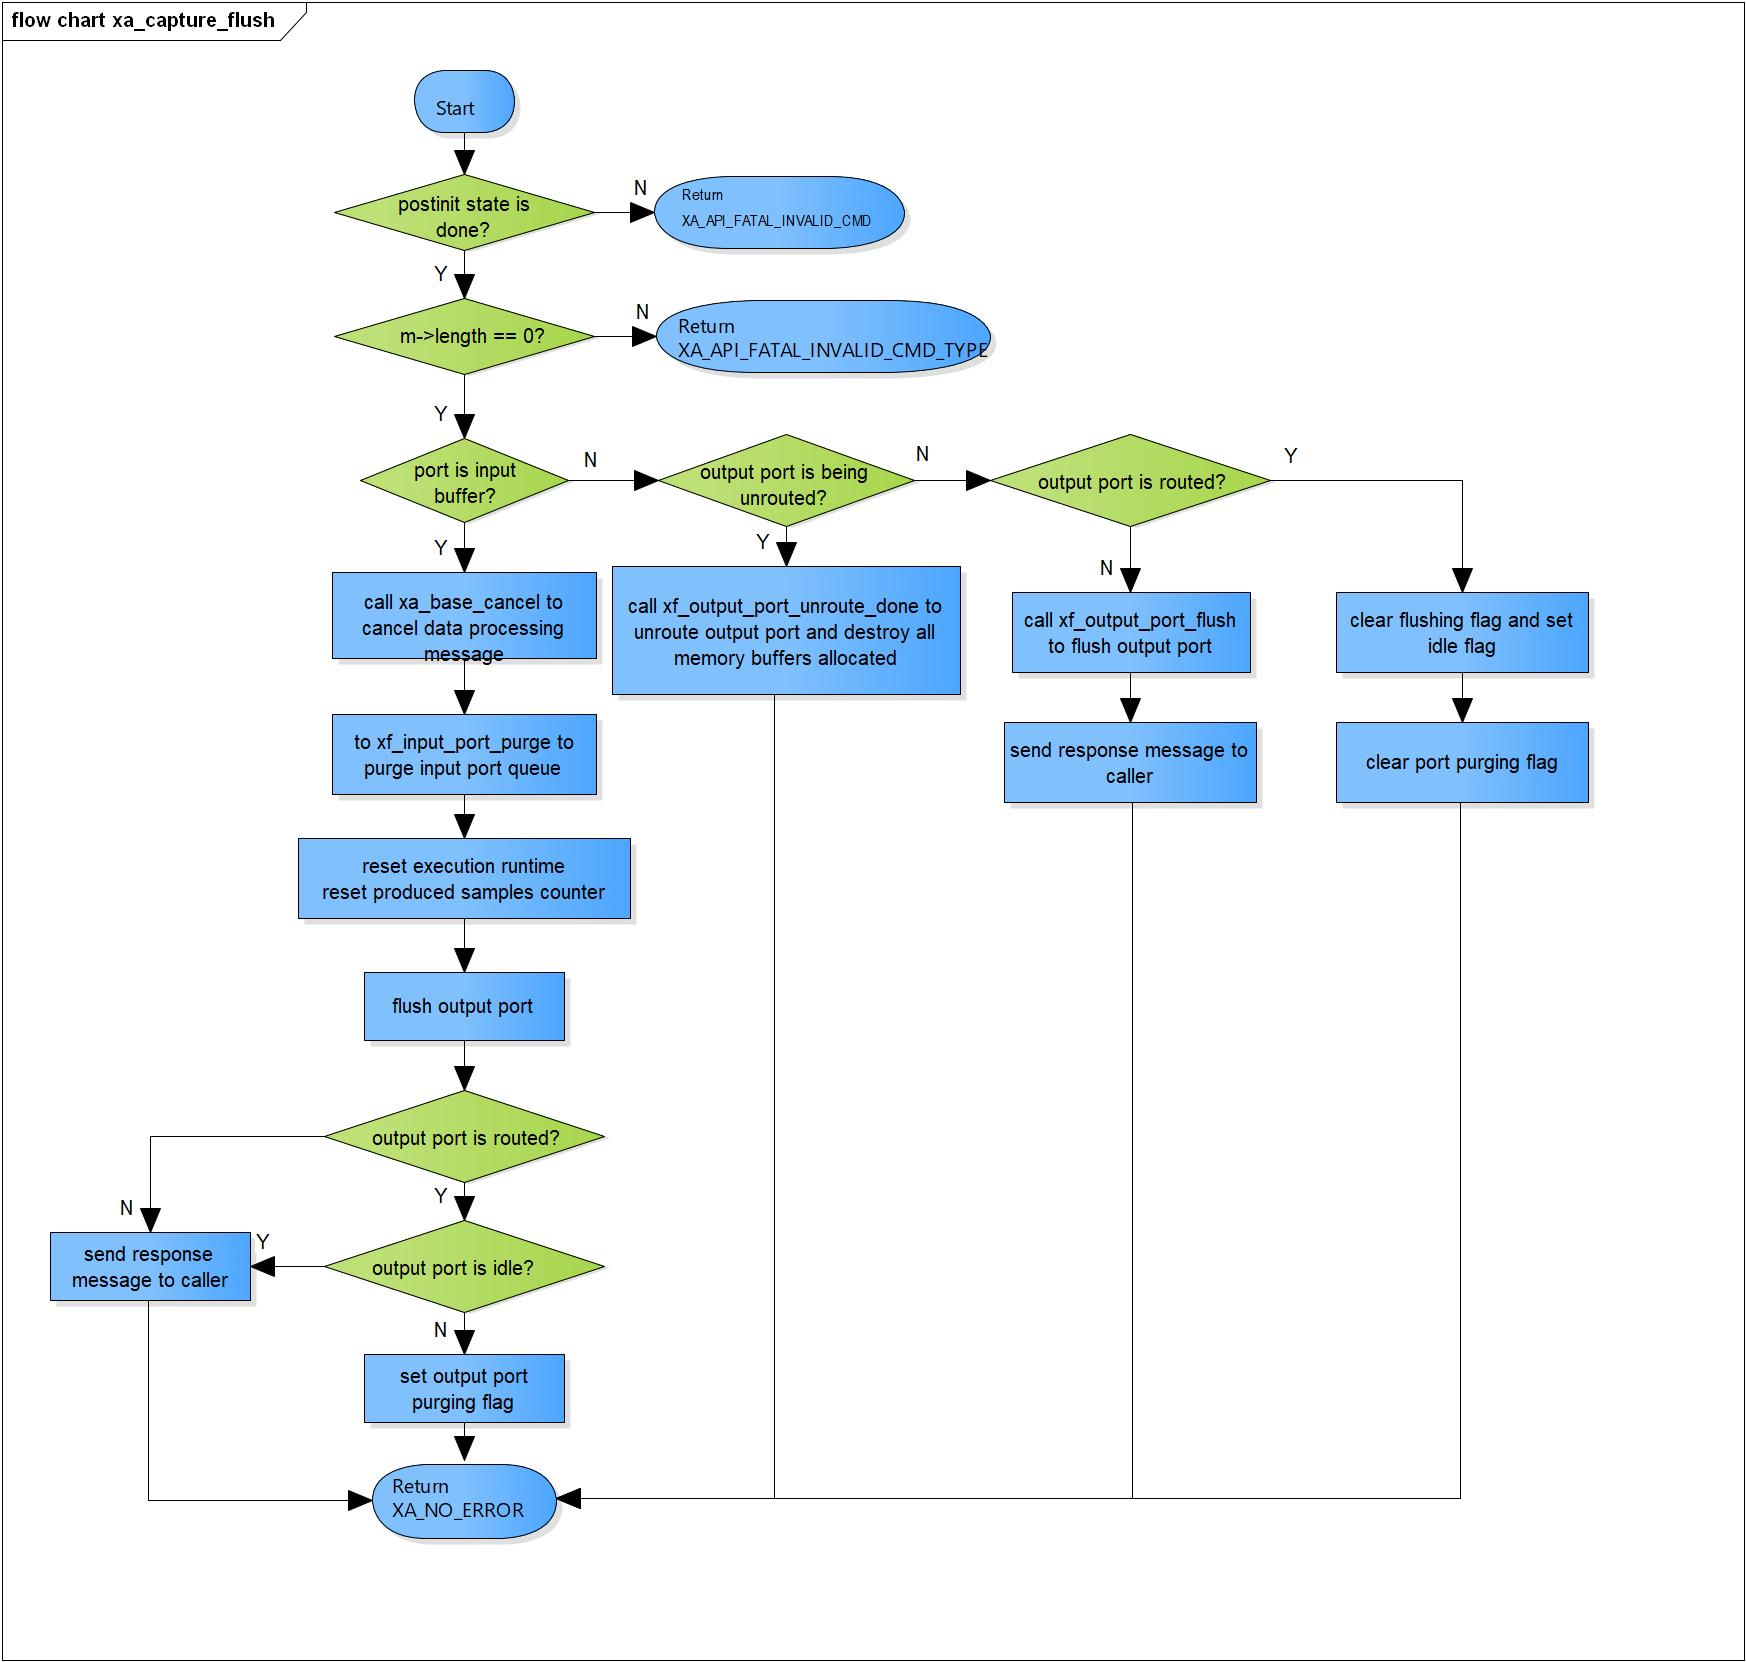 flow chart xa_capture_flush
Start
postinit state is
done?
N
Return
XA_API_FATAL_INVALID_CMD
Y
m->length == 0?
N
Return
XA_API_FATAL_INVALID_CMD_TYPE
Y
port is input
buffer?
N
output port is being
unrouted?
N
output port is routed?
Y
Y
call xa_base_cancel to
cancel data processing
message
Y
call xf_output_port_unroute_done to
unroute output port and destroy all
memory buffers allocated
N
call xf_output_port_flush
to flush output port
clear flushing flag and set
idle flag
to xf_input_port_purge to
purge input port queue
send response message to
caller
clear port purging flag
reset execution runtime
reset produced samples counter
flush output port
output port is routed?
N
Y
send response
message to caller
Y
output port is idle?
N
set output port
purging flag
Return
XA_NO_ERROR